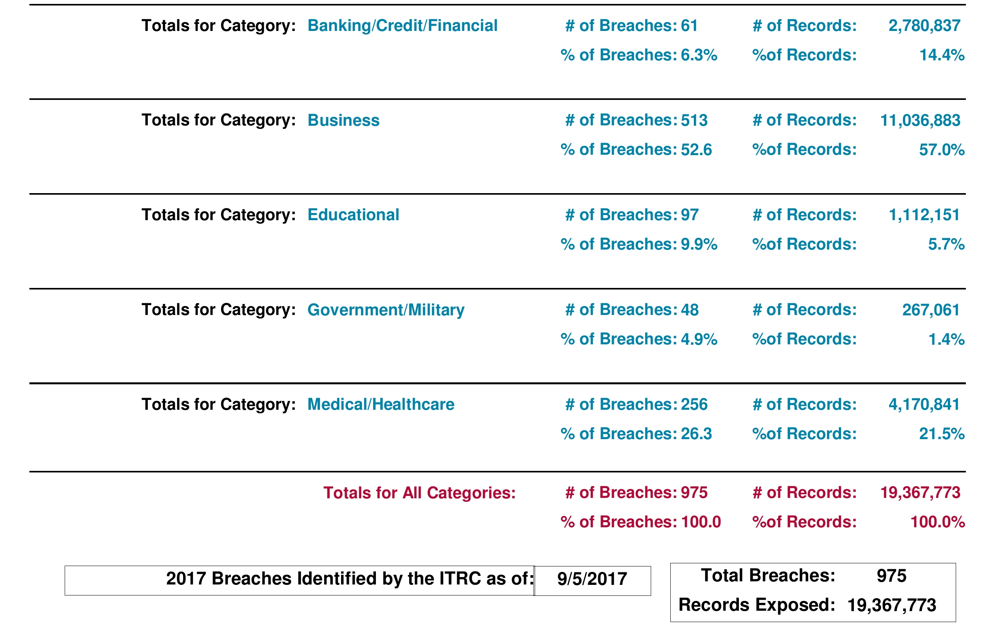 Totals for Category: Banking/Credit/Financial # of Breaches: 61 # of Records: 2,780,837
% of Breaches: 6.3% %of Records: 14.4%
Totals for Category: Business # of Breaches: 513 # of Records: 11,036,883
% of Breaches: 52.6 %of Records: 57.0%
Totals for Category: Educational # of Breaches: 97 # of Records: 1,112,151
% of Breaches: 9.9% %of Records: 5.7%
Totals for Category: Government/Military # of Breaches: 48 # of Records: 267,061
% of Breaches: 4.9% %of Records: 1.4%
Totals for Category: Medical/Healthcare # of Breaches: 256 # of Records: 4,170,841
% of Breaches: 26.3 %of Records: 21.5%
Totals for All Categories: # of Breaches: 975 # of Records: 19,367,773
% of Breaches: 100.0 %of Records: 100.0%
2017 Breaches Identified by the ITRC as of: 9/5/2017 Total Breaches: 975
Records Exposed: 19,367,773